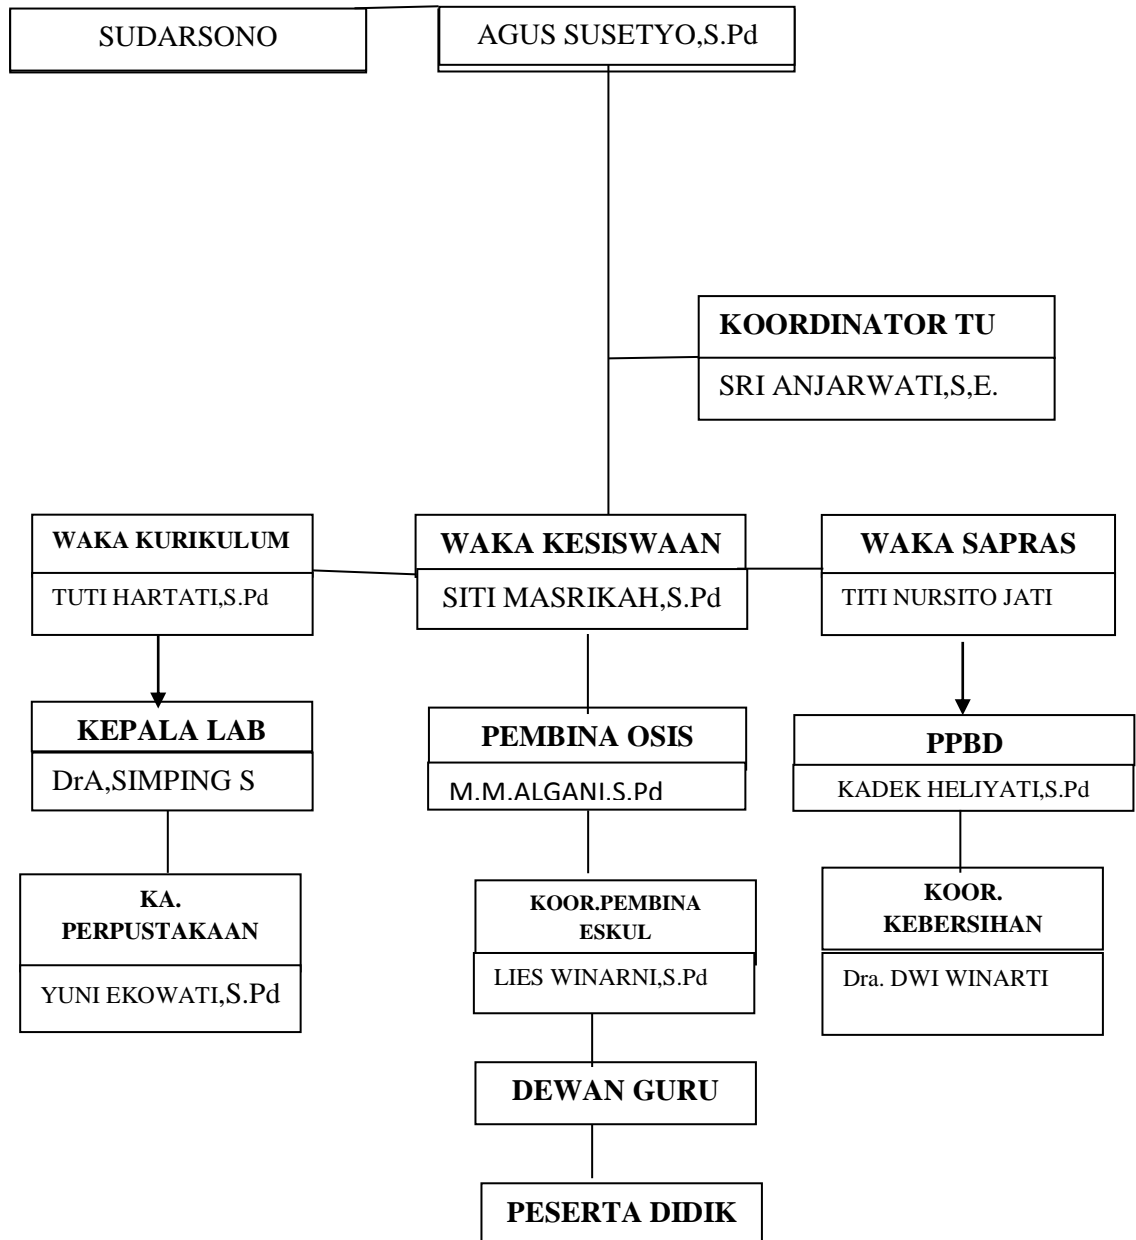 SUDARSONO
AGUS SUSETYO,S.Pd
KOORDINATOR TU
SRI ANJARWATI,S,E.
WAKA KURIKULUM
TUTI HARTATI,S.Pd
WAKA KESISWAAN
SITI MASRIKAH,S.Pd
WAKA SAPRAS
TITI NURSITO JATI
KEPALA LAB
DrA,SIMPING S
PEMBINA OSIS
M.M.ALGANI.S.Pd
PPBD
KADEK HELIYATI,S.Pd
KA.
PERPUSTAKAAN
YUNI EKOWATI,S.Pd
KOOR.PEMBINA
ESKUL
LIES WINARNI,S.Pd
KOOR.
KEBERSIHAN
Dra. DWI WINARTI
DEWAN GURU
PESERTA DIDIK